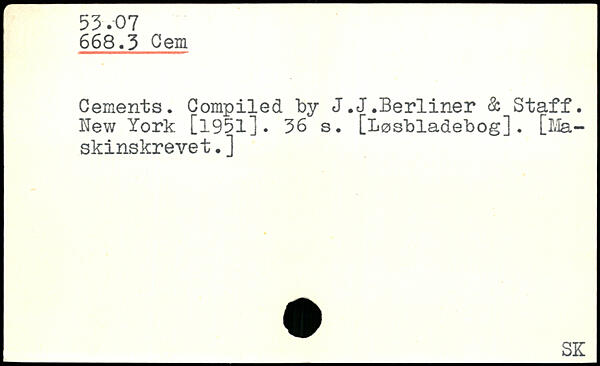 53.07
668.3 Cem
Cements. Compiled by J.J.Berliner & Staff.
New York [1951]. 36 s. [Løsbladebog]. [Ma-
skinskrevet.]
SK